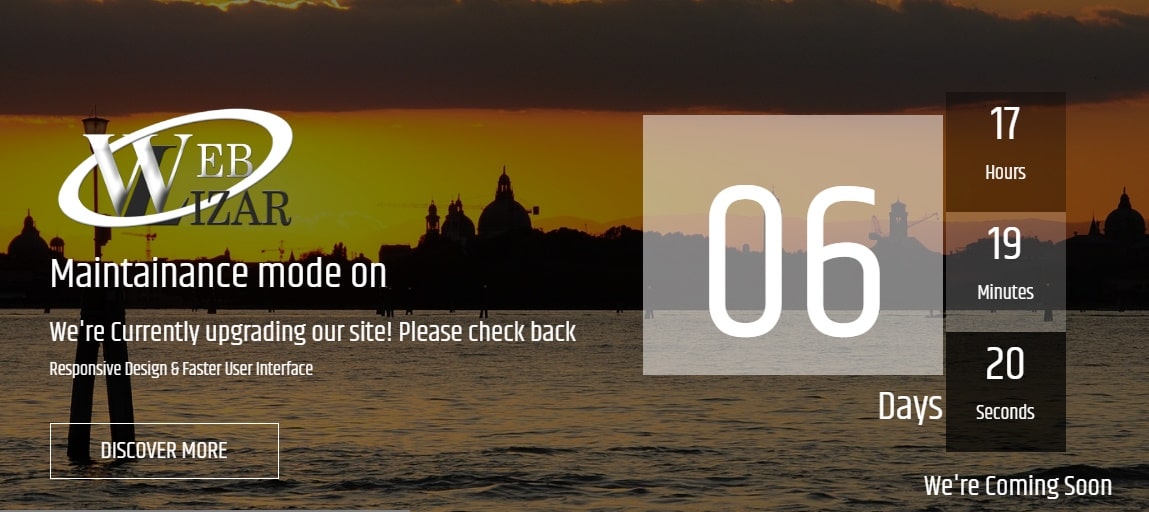 WEB
LIZAR
Maintainance mode on
We're Currently upgrading our site! Please check back
Responsive Design & Faster User Interface
DISCOVER MORE
06
Days
17
Hours
19
Minutes
20
Seconds
We're Coming Soon